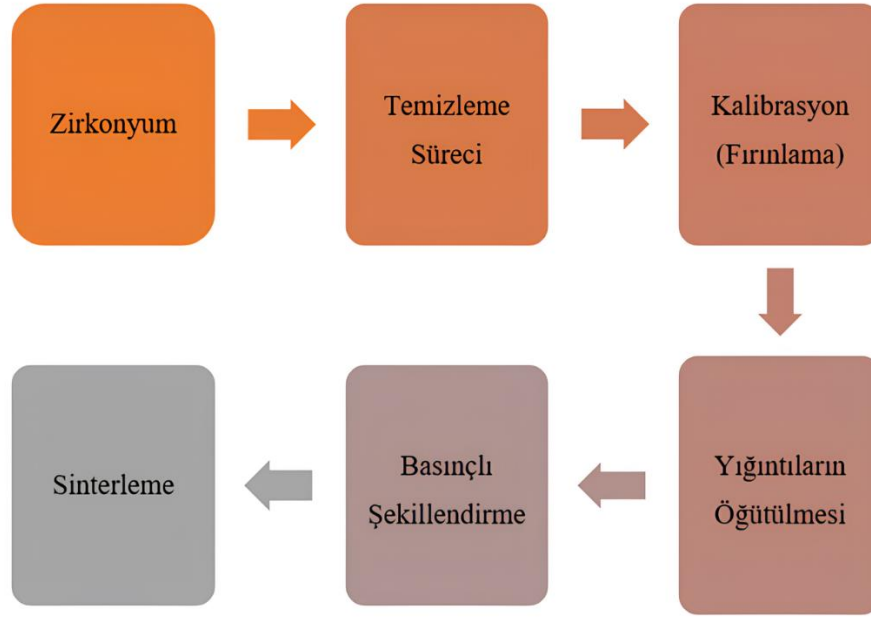 Zirkonyum
Temizleme
Süreci
Kalibrasyon
(Fırınlama)
Yığıntıların
Öğütülmesi
Basınçlı
Şekillendirme
Sinterleme